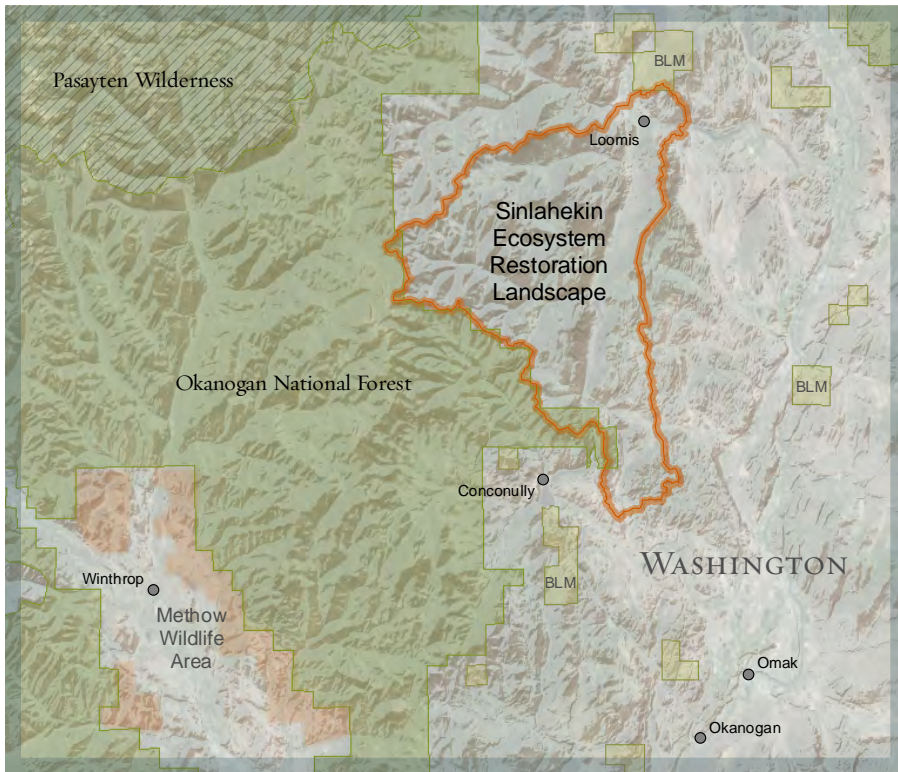 BLM
Pasayten Wilderness
Loomis
Sinlahekin
Ecosystem
Restoration
Landscape
Okanogan National Forest
BLM
Conconully
WASHINGTON
Winthrop
BLM
Methow
Wildlife
Area
Omak
Okanogan